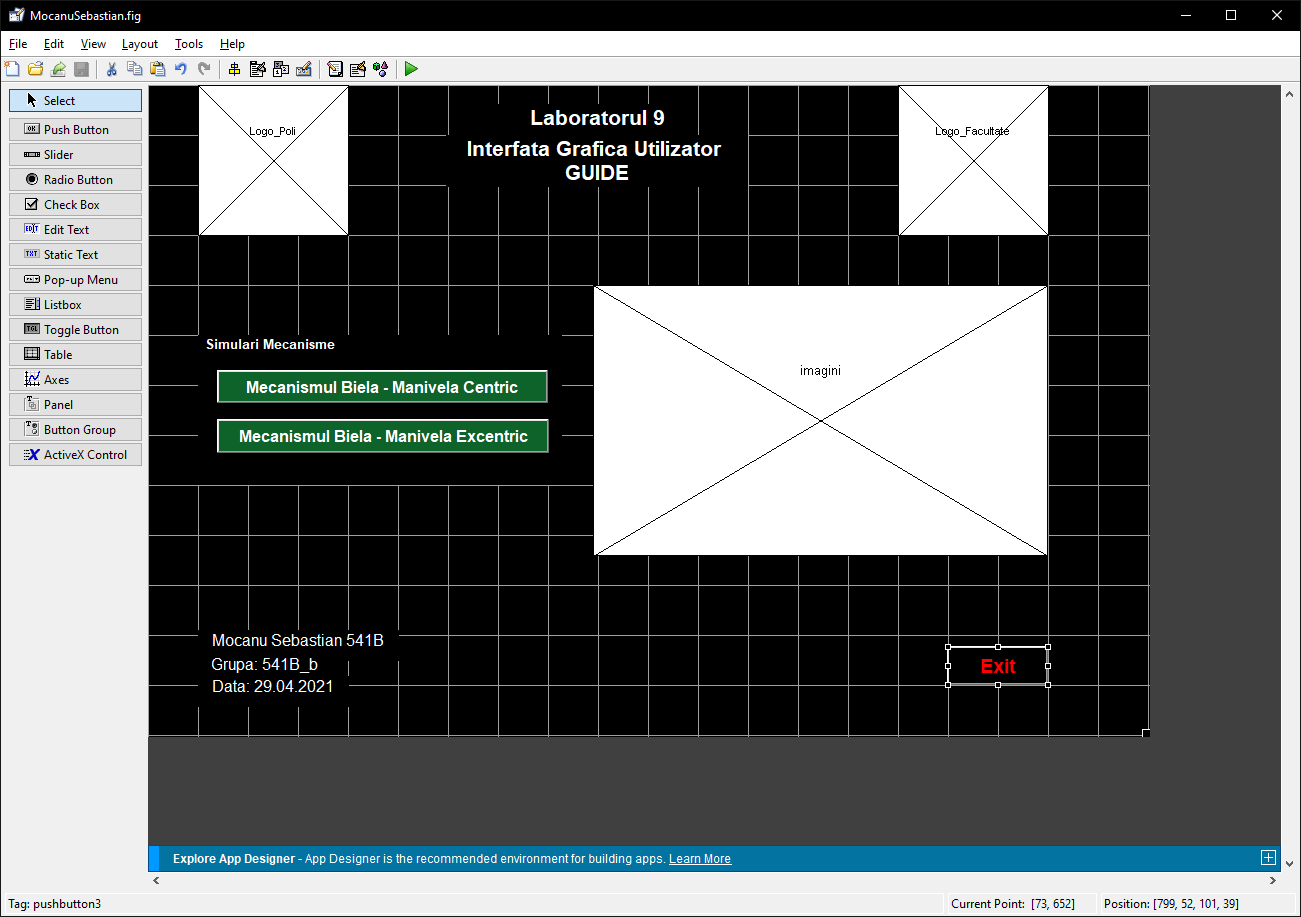 MocanuSebastian.fig
File Edit View Layout Tools Help
Select
OK Push Button
Slider
Radio Button
Check Box
EDIT Edit Text
TXT Static Text
Pop-up Menu
Listbox
TGL Toggle Button
Table
Axes
Panel
Button Group
ActiveX Control
Logo_Poli
Laboratorul 9
Interfata Grafica Utilizator
GUIDE
Logo_Facultate
Simulari Mecanisme
Mecanismul Biela - Manivela Centric
Mecanismul Biela - Manivela Excentric
imagini
Mocanu Sebastian 541B
Grupa: 541B_b
Data: 29.04.2021
Exit
Explore App Designer - App Designer is the recommended environment for building apps. Learn More
Tag: pushbutton3
Current Point: [73, 652]
Position: [799, 52, 101, 39]